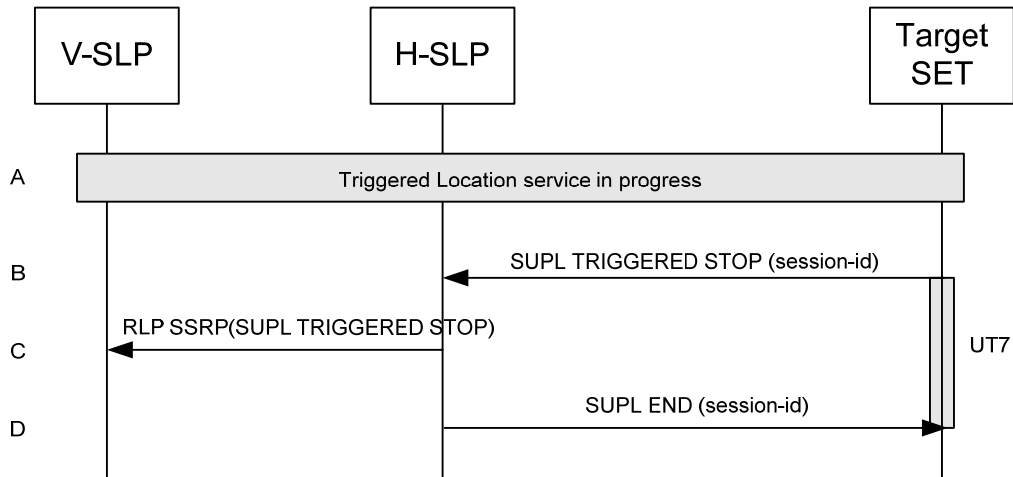 V-SLP
H-SLP
Target
SET
A
Triggered Location service in progress
B
SUPL TRIGGERED STOP (session-id)
RLP SSRP(SUPL TRIGGERED STOP)
C
UT7
SUPL END (session-id)
D